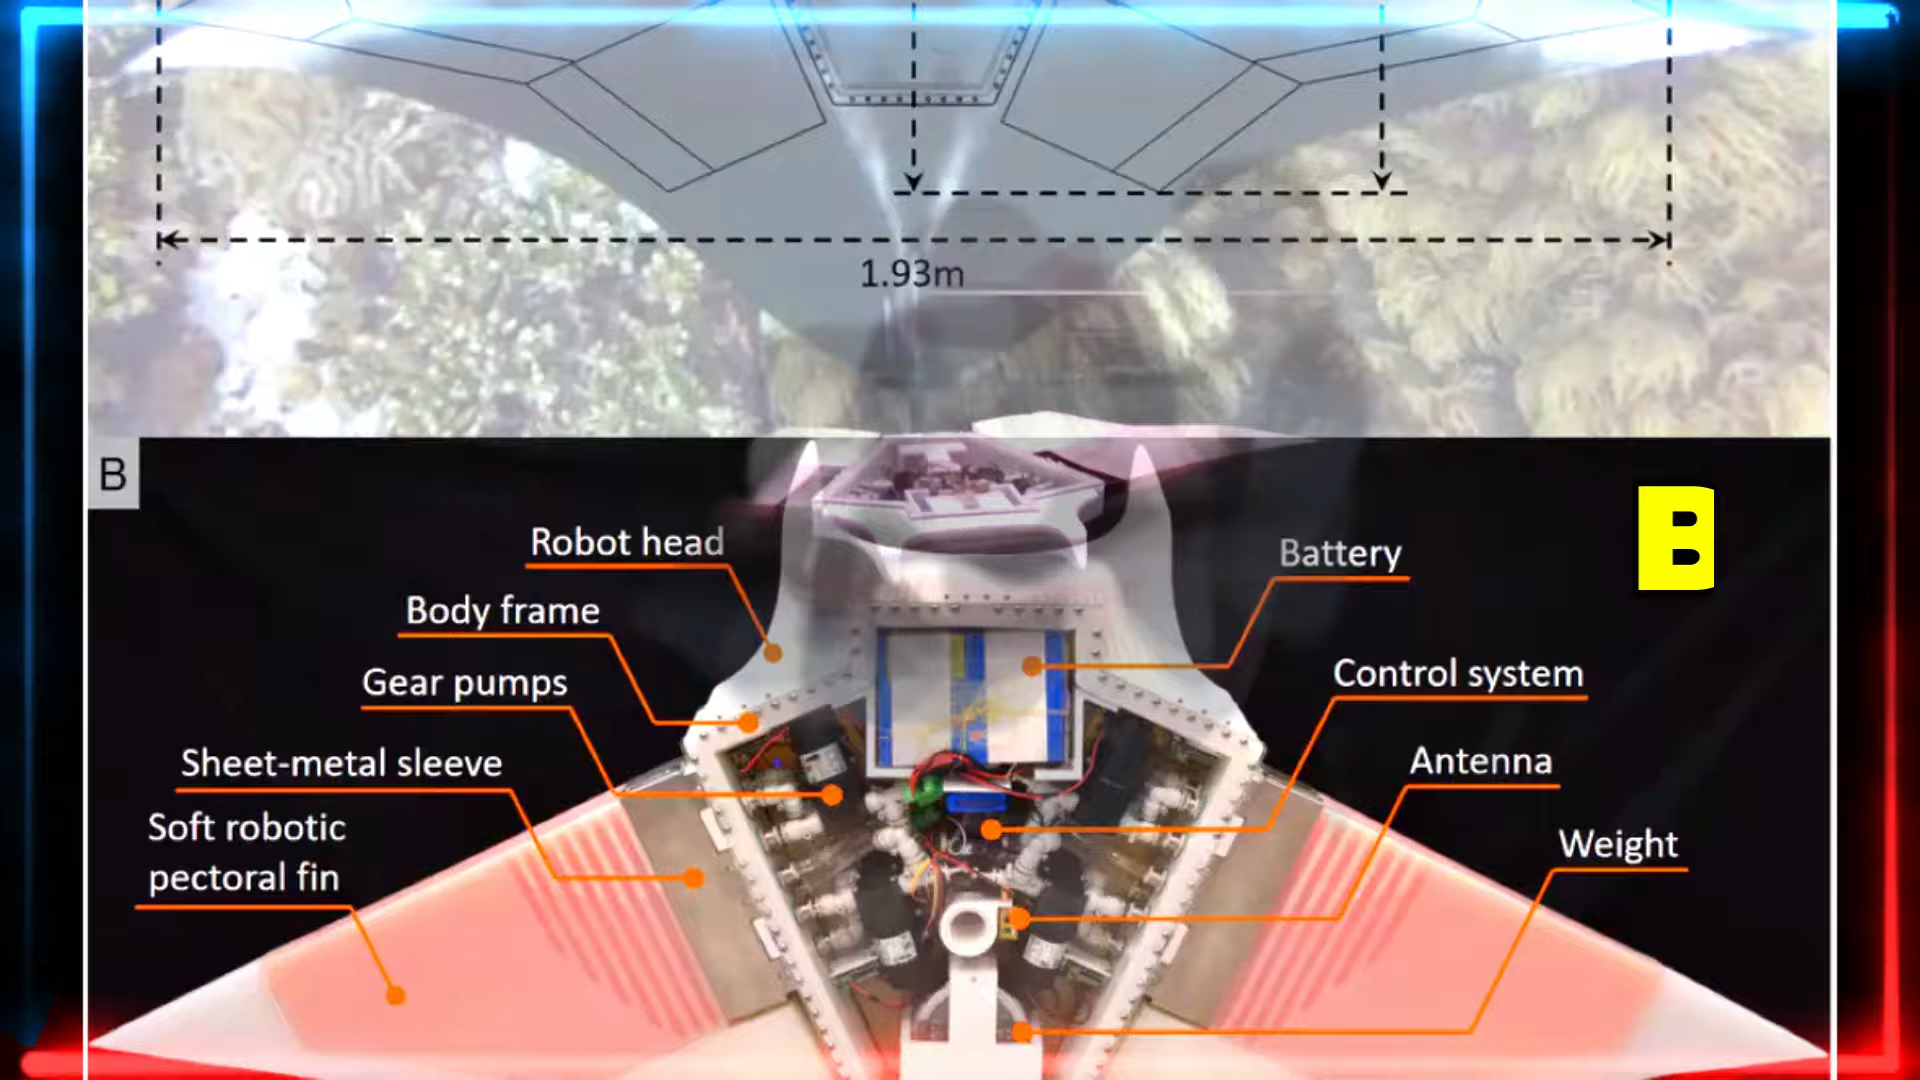 1.93m
B
B
Robot head
Battery
Body frame
Control system
Gear pumps
Antenna
Sheet-metal sleeve
Soft robotic
pectoral fin
Weight